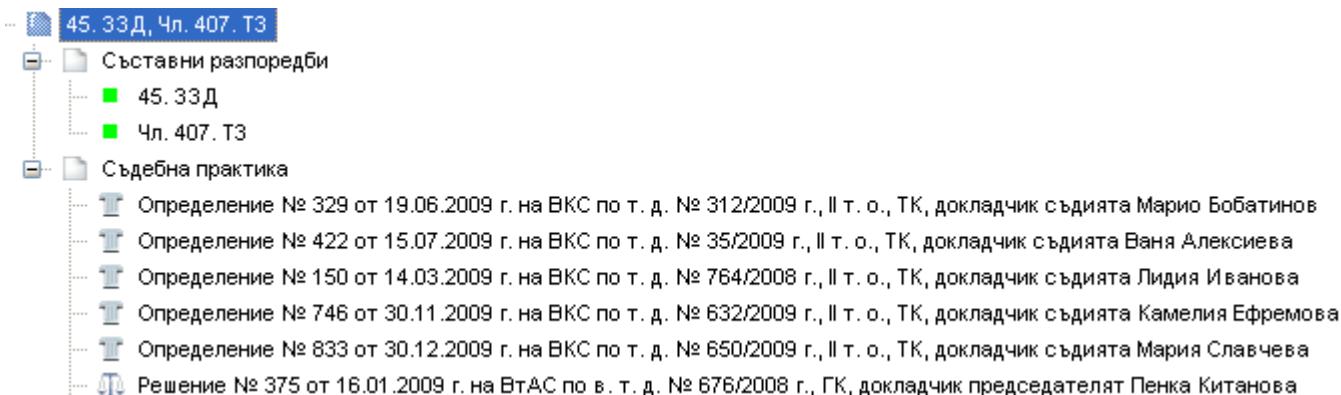 45. ЗЗД, Чл. 407. ТЗ
Съставни разпоредби
45. ЗЗД
Чл. 407. ТЗ
Съдебна практика
Определение № 329 от 19.06.2009 г. на ВКС по т. д. № 312/2009 г., II т. о., ТК, докладчик съдията Марио Бобатинов
Определение № 422 от 15.07.2009 г. на ВКС по т. д. № 35/2009 г., II т. о., ТК, докладчик съдията Ваня Алексиева
Определение № 150 от 14.03.2009 г. на ВКС по т. д. № 764/2008 г., II т. о., ТК, докладчик съдията Лидия Иванова
Определение № 746 от 30.11.2009 г. на ВКС по т. д. № 632/2009 г., II т. о., ТК, докладчик съдията Камелия Ефремова
Определение № 833 от 30.12.2009 г. на ВКС по т. д. № 650/2009 г., II т. о., ТК, докладчик съдията Мария Славчева
Решение № 375 от 16.01.2009 г. на ВтАС по в. т. д. № 676/2008 г., ГК, докладчик председателят Пенка Китанова